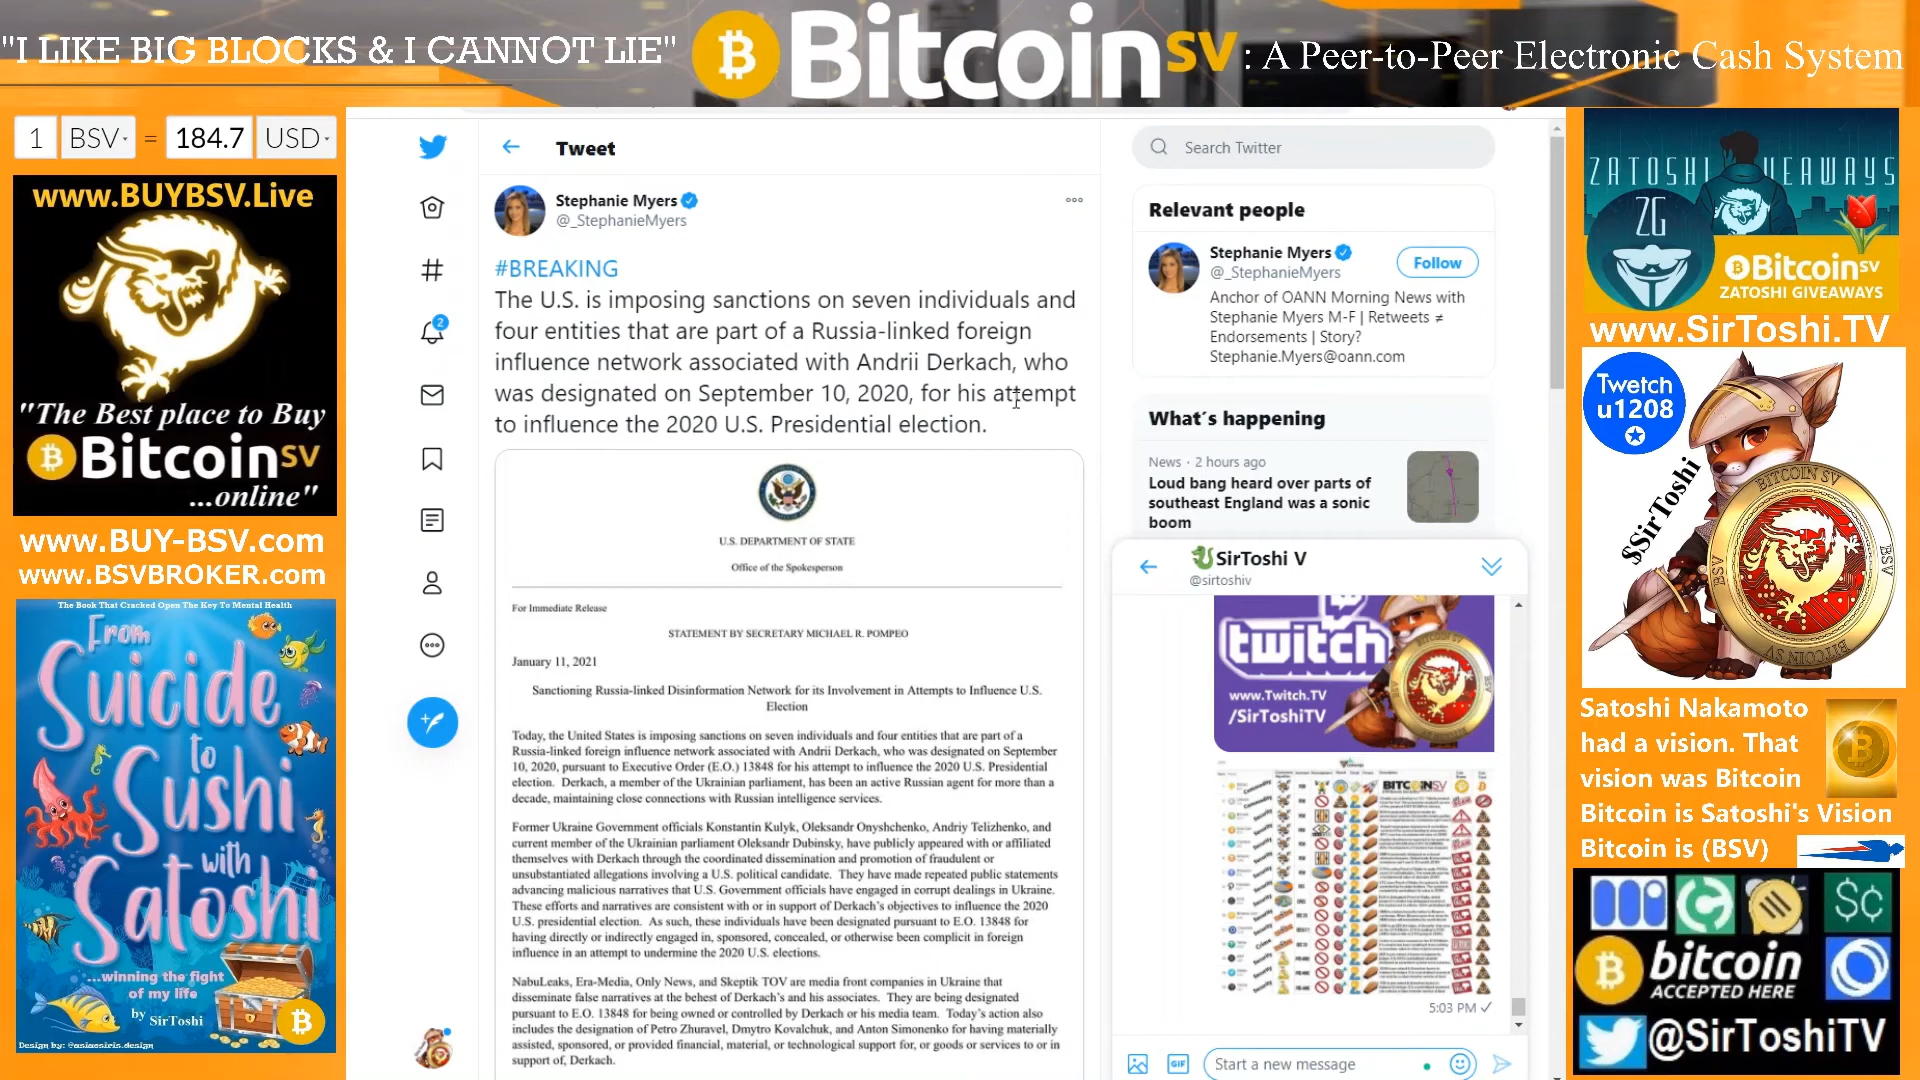 "I LIKE BIG BLOCKS & I CANNOT LIE"
Bitcoin SV : A Peer-to-Peer Electronic Cash System
1 BSV = 184.7 USD
www.BUYBSV.Live
"The Best place to Buy
Bitcoin SV
...online"
www.BUY-BSV.com
www.BSVBROKER.com
The Book That Cracked Open The Key To Mental Health
From
Suicide
to
Sushi
with
Satoshi
...winning the fight
of my life
by SirToshi
Design by: @asiaosiris.design
2
Tweet
Stephanie Myers
@_StephanieMyers
#BREAKING
The U.S. is imposing sanctions on seven individuals and
four entities that are part of a Russia-linked foreign
influence network associated with Andrii Derkach, who
was designated on September 10, 2020, for his attempt
to influence the 2020 U.S. Presidential election.
U.S. DEPARTMENT OF STATE
Office of the Spokesperson
For Immediate Release
STATEMENT BY SECRETARY MICHAEL R. POMPEO
January 11, 2021
Sanctioning Russia-linked Disinformation Network for its Involvement in Attempts to Influence U.S.
Election
Today, the United States is imposing sanctions on seven individuals and four entities that are part of a
Russia-linked foreign influence network associated with Andrii Derkach, who was designated on September
10, 2020, pursuant to Executive Order (E.O.) 13848 for his attempt to influence the 2020 U.S. Presidential
election. Derkach, a member of the Ukrainian parliament, has been an active Russian agent for more than a
decade, maintaining close connections with Russian intelligence services.
Former Ukraine Government officials Konstantin Kulyk, Oleksandr Onyshchenko, Andriy Telizhenko, and
current member of the Ukrainian parliament Oleksandr Dubinsky, have publicly appeared with or affiliated
themselves with Derkach through the coordinated dissemination and promotion of fraudulent or
unsubstantiated allegations involving a U.S. political candidate. They have made repeated public statements
advancing malicious narratives that U.S. Government officials have engaged in corrupt dealings in Ukraine.
These efforts and narratives are consistent with or in support of Derkach's objectives to influence the 2020
U.S. presidential election. As such, these individuals have been designated pursuant to E.O. 13848 for
having directly or indirectly engaged in, sponsored, concealed, or otherwise been complicit in foreign
influence in an attempt to undermine the 2020 U.S. elections.
NabuLeaks, Era-Media, Only News, and Skeptik TOV are media front companies in Ukraine that
disseminate false narratives at the behest of Derkach's and his associates. They are being designated
pursuant to E.O. 13848 for being owned or controlled by Derkach or his media team. Today's action also
includes the designation of Petro Zhuravel, Dmytro Kovalchuk, and Anton Simonenko for having materially
assisted, sponsored, or provided financial, material, or technological support for, or goods or services to or in
support of, Derkach.
Search Twitter
Relevant people
Stephanie Myers
@_StephanieMyers
Follow
Anchor of OANN Morning News with
Stephanie Myers M-F | Retweets ≠
Endorsements | Story?
Stephanie.Myers@oann.com
What's happening
News · 2 hours ago
Loud bang heard over parts of
southeast England was a sonic
boom
SirToshi V
@sirtoshiv
twitch
www.Twitch.TV
/SirToshiTV
BITCOIN SV
BITCOINSV
5:03 PM
GIF
Start a new message
ZATOSHI GIVEAWAYS
ZG
Bitcoin SV
ZATOSHI GIVEAWAYS
www.SirToshi.TV
Twetch
u1208
$SirToshi
BITCOIN SV
BSV
BSV
BITCOIN SV
Satoshi Nakamoto
had a vision. That
vision was Bitcoin
Bitcoin is Satoshi's Vision
Bitcoin is (BSV)
$¢
bitcoin
ACCEPTED HERE
@SirToshiTV